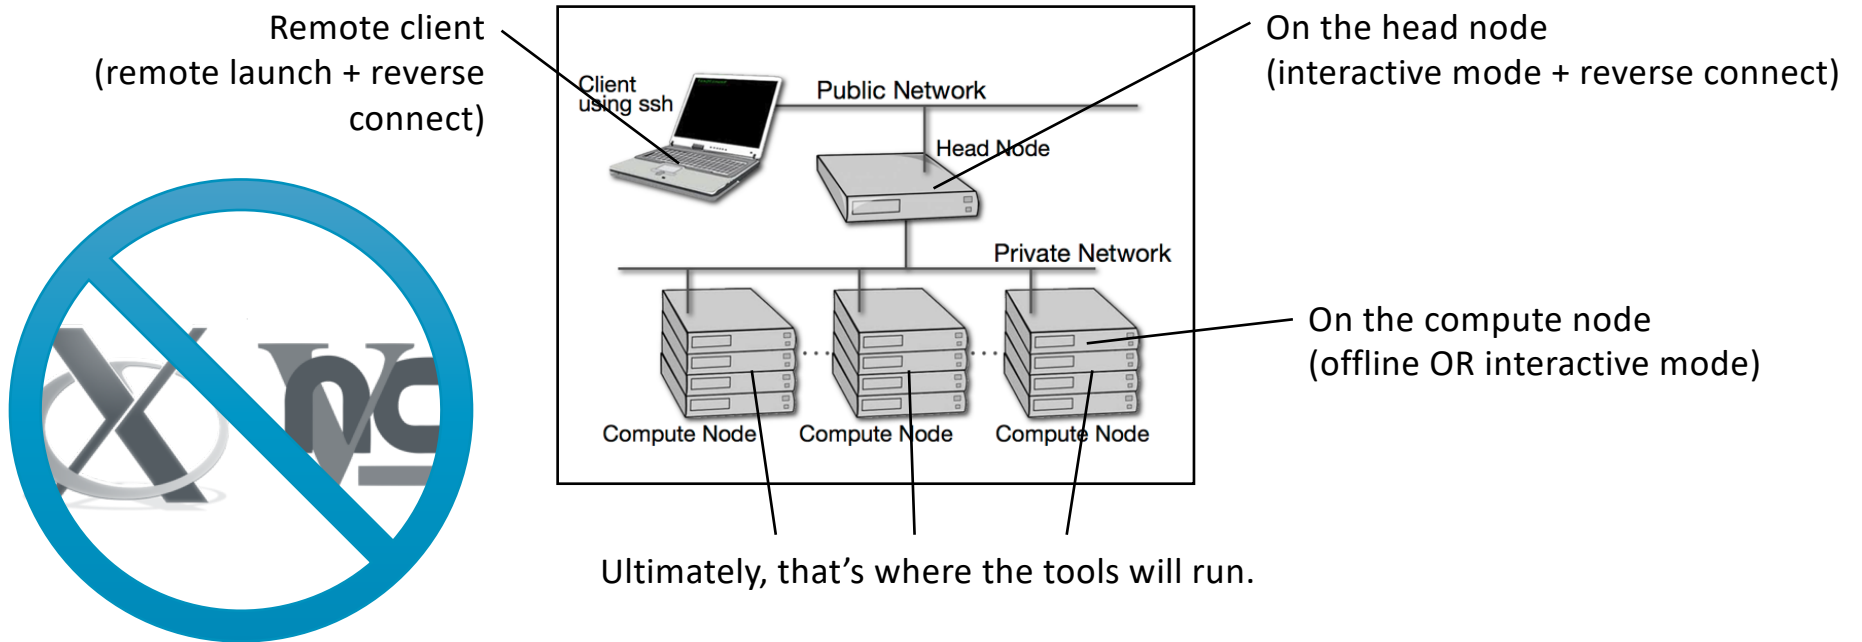 Remote client
(remote launch + reverse
connect)
On the head node
(interactive mode + reverse connect)
Client
using ssh
Public Network
Head Node
Private Network
On the compute node
(offline OR interactive mode)
Compute Node
Compute Node
Compute Node
Ultimately, that’s where the tools will run.
X
Vnc